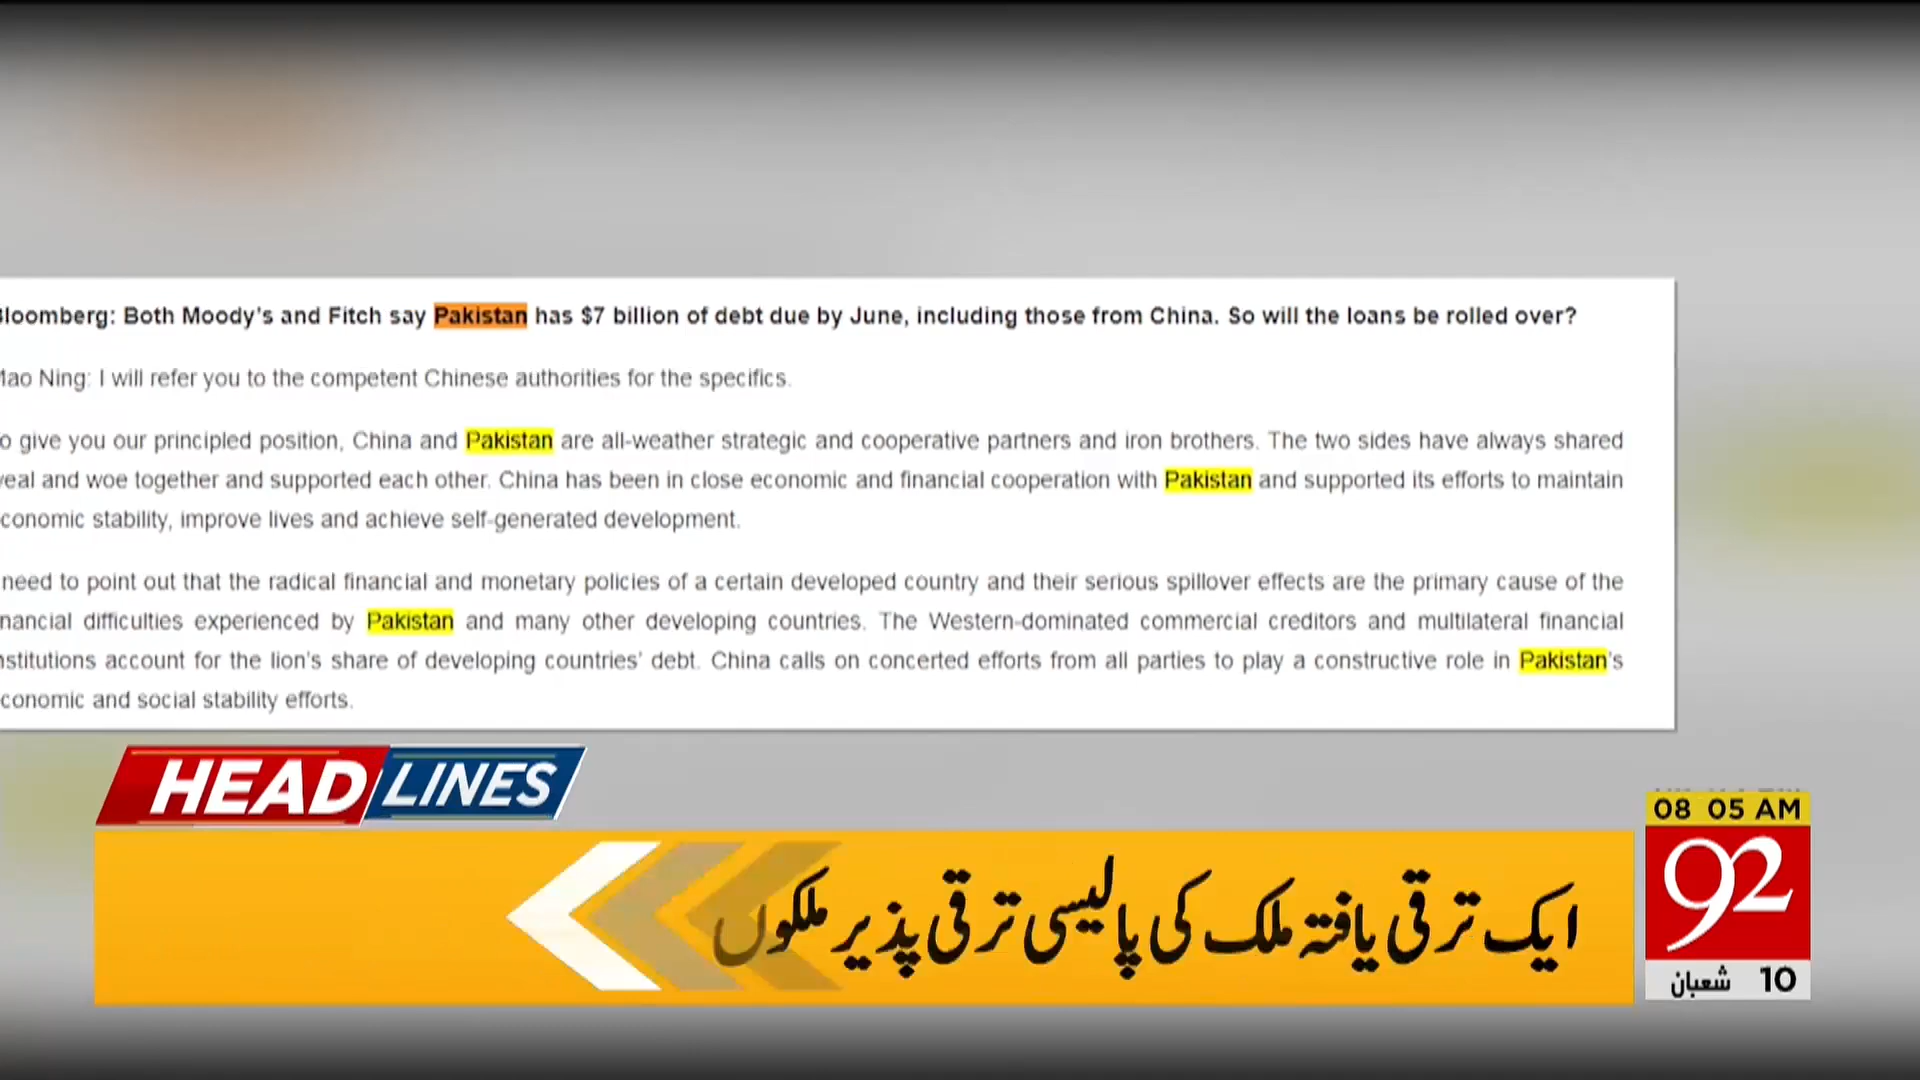 loomberg: Both Moody's and Fitch say Pakistan has $7 billion of debt due by June, including those from China. So will the loans be rolled over?
ao Ning: I will refer you to the competent Chinese authorities for the specifics.
o give you our principled position, China and Pakistan are all-weather strategic and cooperative partners and iron brothers. The two sides have always shared
eal and woe together and supported each other. China has been in close economic and financial cooperation with Pakistan and supported its efforts to maintain
conomic stability, improve lives and achieve self-generated development.
need to point out that the radical financial and monetary policies of a certain developed country and their serious spillover effects are the primary cause of the
nancial difficulties experienced by Pakistan and many other developing countries. The Western-dominated commercial creditors and multilateral financial
stitutions account for the lion's share of developing countries' debt. China calls on concerted efforts from all parties to play a constructive role in Pakistan's
conomic and social stability efforts.
HEADLINES
ایک ترقی یافتہ ملک کی پالیسی ترقی پذیر ملکوں
08 05 AM
92
10 شعبان